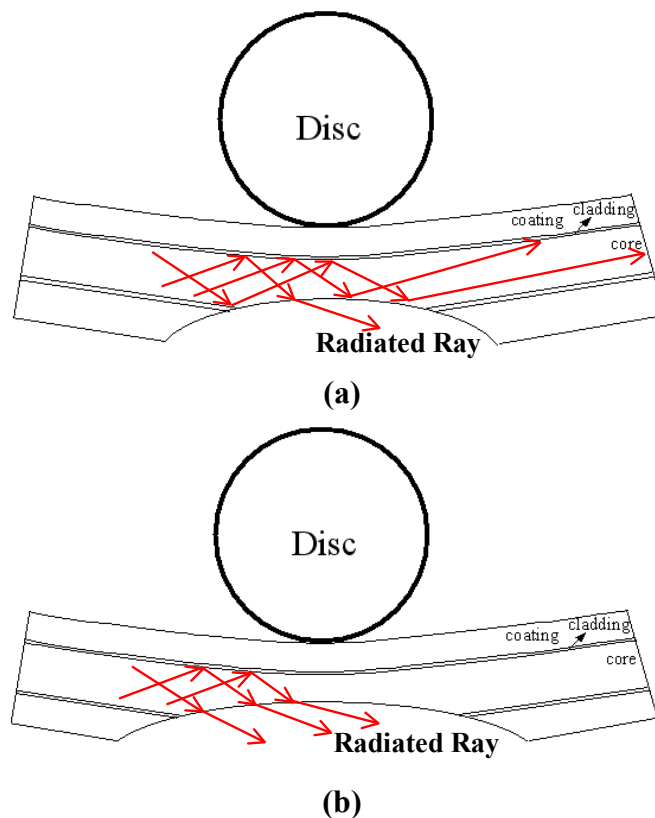 Disc
cladding
coating
core
Radiated Ray
(a)
Disc
cladding
coating
core
Radiated Ray
(b)